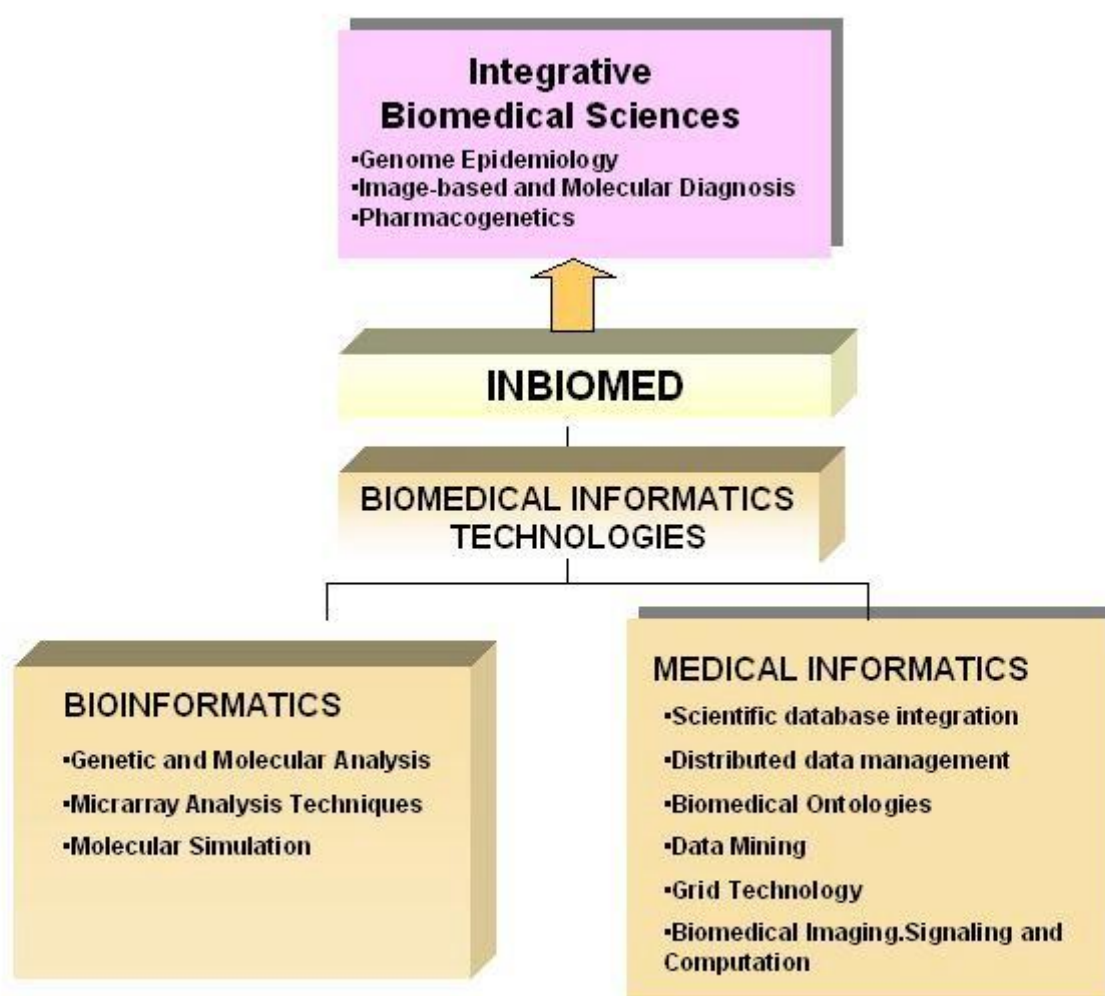 Integrative
Biomedical Sciences
▪Genome Epidemiology
▪Image-based and Molecular Diagnosis
▪Pharmacogenetics
INBIOMED
BIOMEDICAL INFORMATICS
TECHNOLOGIES
BIOINFORMATICS
▪Genetic and Molecular Analysis
▪Micrarray Analysis Techniques
▪Molecular Simulation
MEDICAL INFORMATICS
▪Scientific database integration
▪Distributed data management
▪Biomedical Ontologies
▪Data Mining
▪Grid Technology
▪Biomedical Imaging.Signaling and
Computation